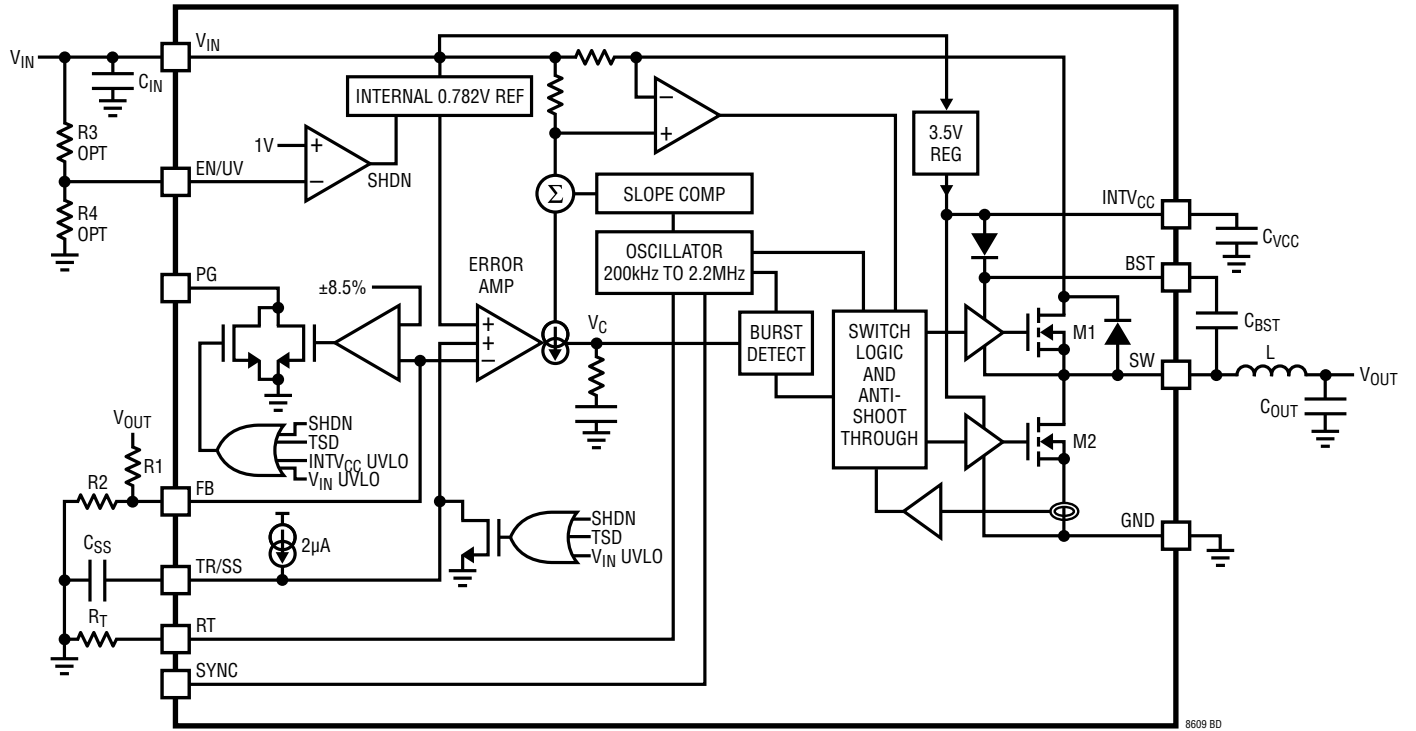 V_IN
C_IN
R3
OPT
R4
OPT
V_IN
EN/UV
1V
+
−
SHDN
INTERNAL 0.782V REF
−
+
3.5V
REG
INTV_CC
C_VCC
Σ
SLOPE COMP
OSCILLATOR
200kHz TO 2.2MHz
BST
C_BST
PG
±8.5%
ERROR
AMP
+
+
−
V_C
BURST
DETECT
SWITCH
LOGIC
AND
ANTI-
SHOOT
THROUGH
M1
SW
L
V_OUT
C_OUT
M2
SHDN
TSD
INTV_CC UVLO
V_IN UVLO
V_OUT
R1
R2
FB
C_SS
2µA
TR/SS
SHDN
TSD
V_IN UVLO
GND
R_T
RT
SYNC
8609 BD